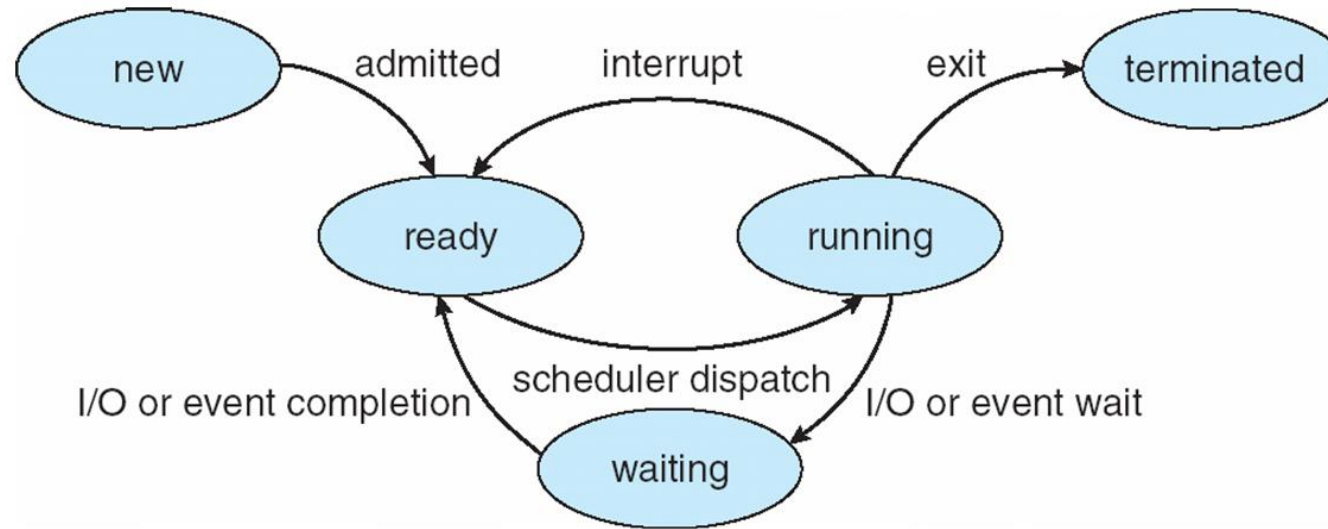 new
admitted
interrupt
exit
terminated
ready
running
I/O or event completion
scheduler dispatch
I/O or event wait
waiting